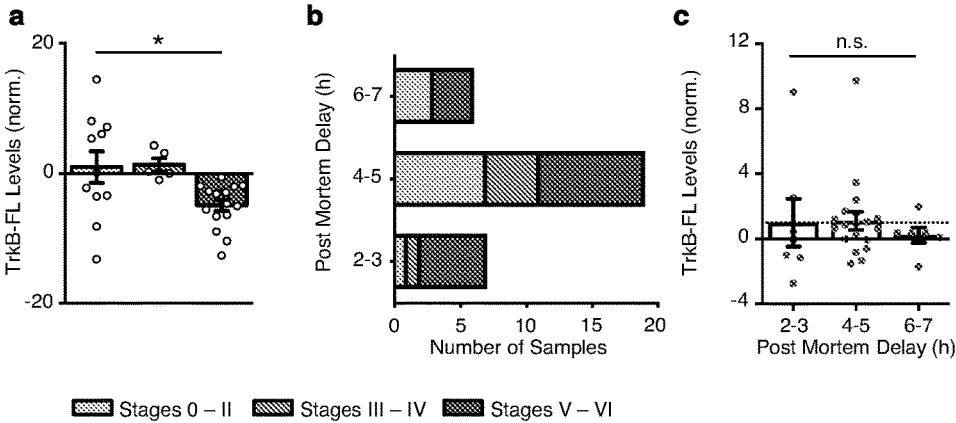 a
TrkB-FL Levels (norm.)
20
0
-20
*
b
Post Mortem Delay (h)
6-7
4-5
2-3
0 5 10 15 20
Number of Samples
c
TrkB-FL Levels (norm.)
12
8
4
0
-4
n.s.
2-3 4-5 6-7
Post Mortem Delay (h)
Stages 0 – II Stages III – IV Stages V – VI